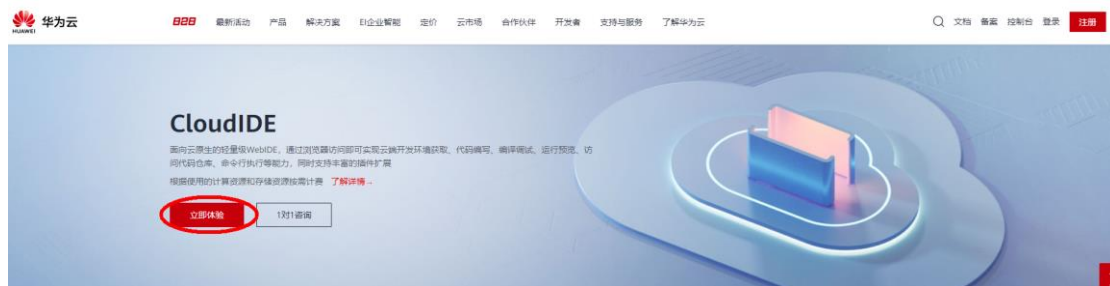 HUAWEI 华为云 828 最新活动 产品 解决方案 EI企业智能 定价 云市场 合作伙伴 开发者 支持与服务 了解华为云 文档 备案 控制台 登录 注册
CloudIDE
面向云原生的轻量级WebIDE，通过浏览器访问即可实现云端开发环境获取、代码编写、编译调试、运行预览、访
问代码仓库、命令行执行等能力，同时支持丰富的插件扩展
根据使用的计算资源和存储资源按需计费 了解详情→
立即体验 1对1咨询